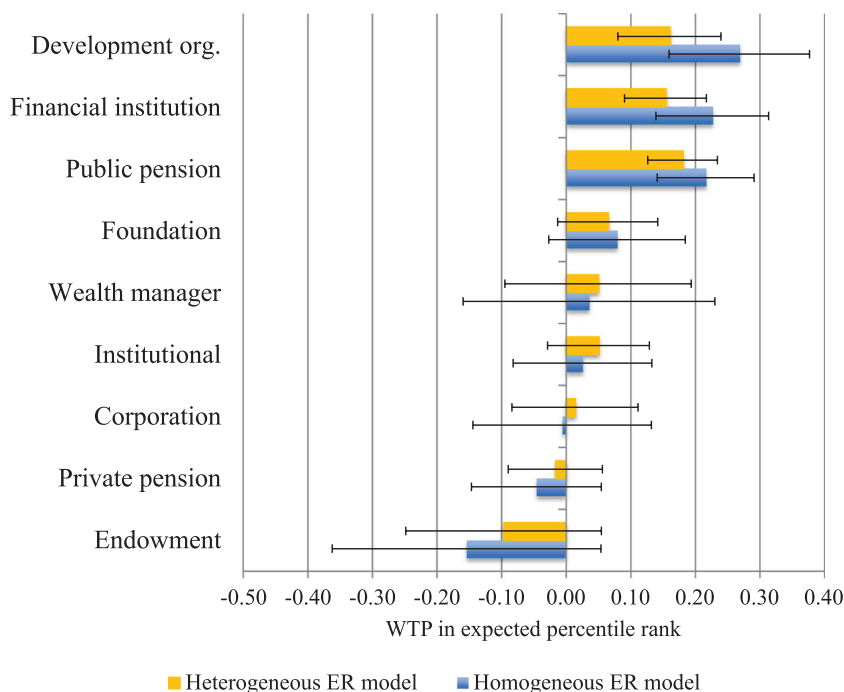 Development org.
Financial institution
Public pension
Foundation
Wealth manager
Institutional
Corporation
Private pension
Endowment
-0.50 -0.40 -0.30 -0.20 -0.10 0.00 0.10 0.20 0.30 0.40
WTP in expected percentile rank
Heterogeneous ER model Homogeneous ER model